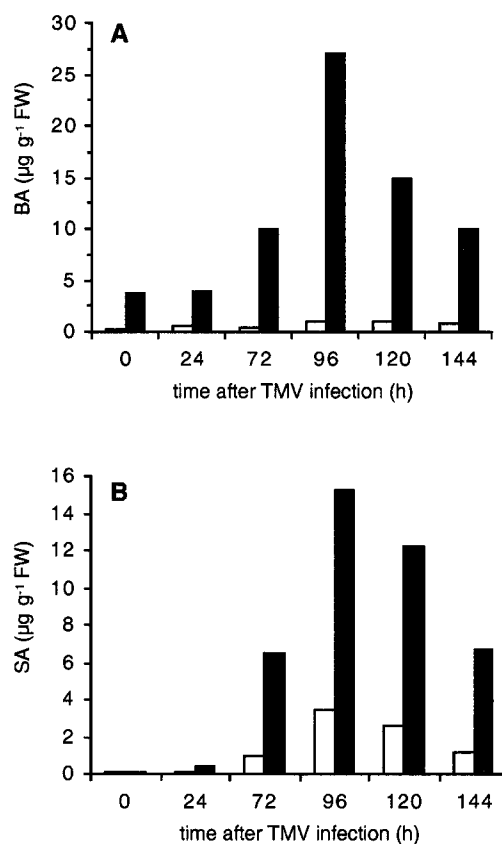 A
BA (µg g⁻¹ FW)
30
25
20
15
10
5
0
0 24 72 96 120 144
time after TMV infection (h)
B
SA (µg g⁻¹ FW)
16
14
12
10
8
6
4
2
0
0 24 72 96 120 144
time after TMV infection (h)